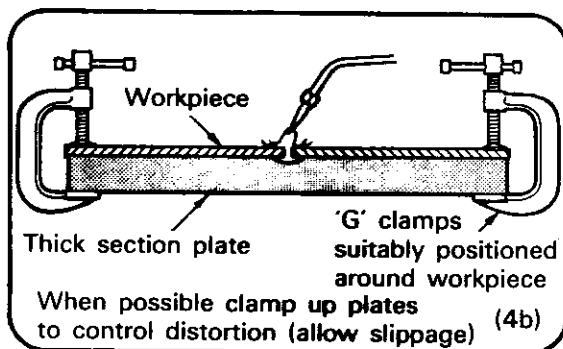 Workpiece
Thick section plate
'G' clamps
suitably positioned
around workpiece
When possible clamp up plates
to control distortion (allow slippage) (4b)